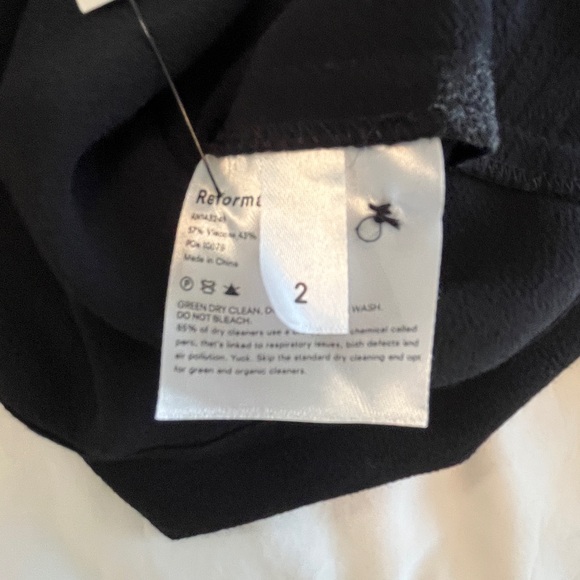 Reforma
57% Viscose 43%
Made in China
P
2
GREEN DRY CLEAN. D WASH.
DO NOT BLEACH.
85% of dry cleaners use a chemical called
perc, that's linked to respiratory issues, birth defects and
air pollution. Yuck. Skip the standard dry cleaning and opt
for green and organic cleaners.